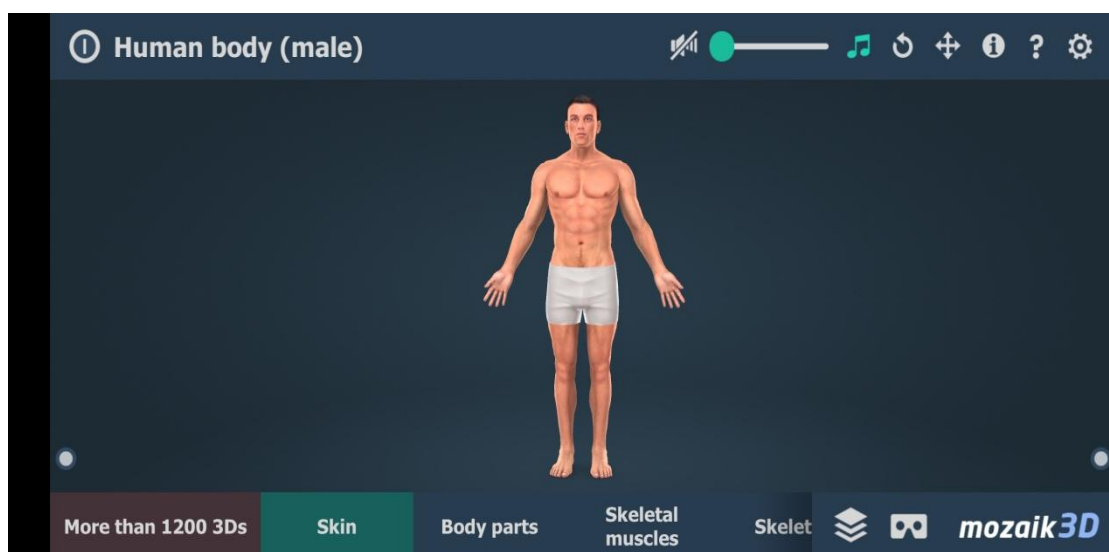 Human body (male)
More than 1200 3Ds
Skin
Body parts
Skeletal
muscles
Skelet
mozaik3D